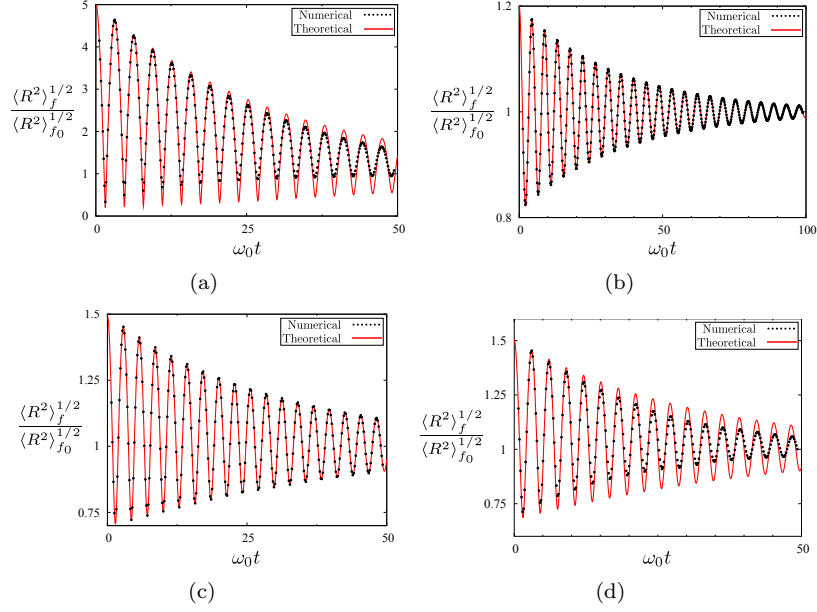 5
4
3
2
1
0
0
25
50
Numerical
Theoretical
⟨R²⟩_f^{1/2}
⟨R²⟩_{f₀}^{1/2}
ω₀t
(a)
1.2
1
0.8
0
50
100
Numerical
Theoretical
⟨R²⟩_f^{1/2}
⟨R²⟩_{f₀}^{1/2}
ω₀t
(b)
1.5
1.25
1
0.75
0
25
50
Numerical
Theoretical
⟨R²⟩_f^{1/2}
⟨R²⟩_{f₀}^{1/2}
ω₀t
(c)
1.5
1.25
1
0.75
0
50
Numerical
Theoretical
⟨R²⟩_f^{1/2}
⟨R²⟩_{f₀}^{1/2}
ω₀t
(d)